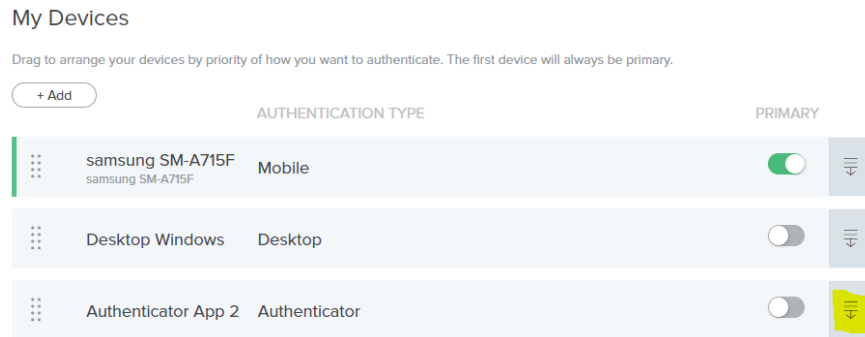 My Devices
Drag to arrange your devices by priority of how you want to authenticate. The first device will always be primary.
+ Add
AUTHENTICATION TYPE PRIMARY
samsung SM-A715F Mobile
samsung SM-A715F
Desktop Windows Desktop
Authenticator App 2 Authenticator